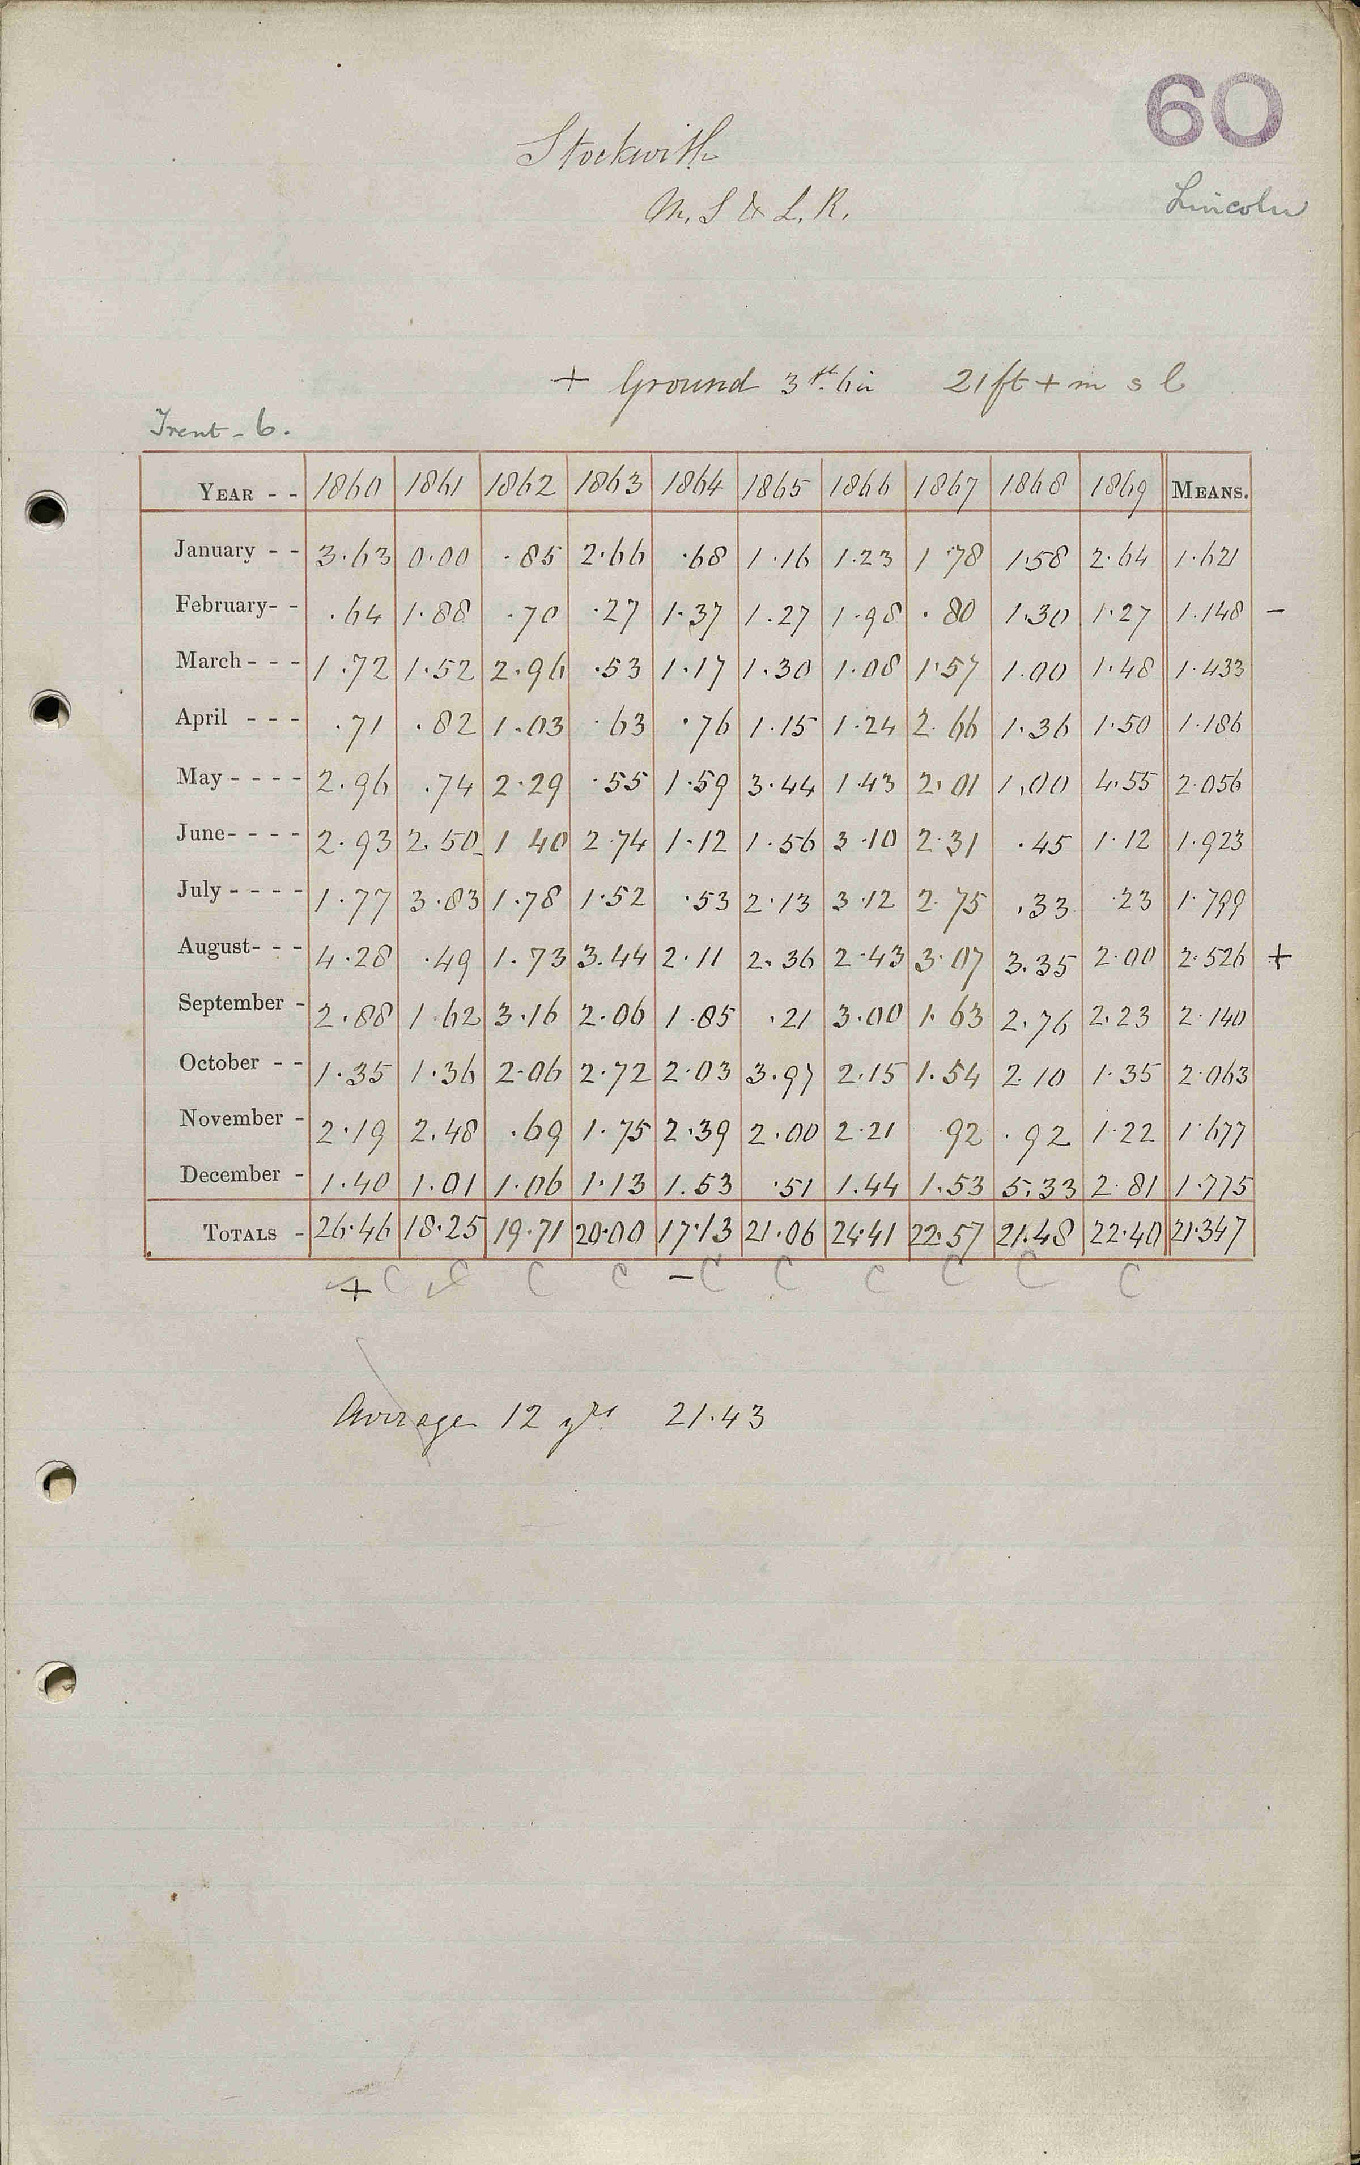 60
Stockwith
M. S & L. R.
Lincoln
+ Ground 3 ft. 6 in 21 ft + m s l
Trent - 6.
YEAR - - 1860 1861 1862 1863 1864 1865 1866 1867 1868 1869 MEANS.
January - - 3.63 0.00 .85 2.66 .68 1.16 1.23 1.78 1.58 2.64 1.621
February - - .64 1.88 .70 .27 1.37 1.27 1.98 .80 1.30 1.27 1.148 -
March - - - 1.72 1.52 2.96 .53 1.17 1.30 1.08 1.57 1.00 1.48 1.433
April - - - .71 .82 1.03 .63 .76 1.15 1.24 2.66 1.36 1.50 1.186
May - - - - 2.96 .74 2.29 .55 1.59 3.44 1.43 2.01 1.00 4.55 2.056
June - - - - 2.93 2.50 1.40 2.74 1.12 1.56 3.10 2.31 .45 1.12 1.923
July - - - - 1.77 3.83 1.78 1.52 .53 2.13 3.12 2.75 .33 .23 1.799
August - - - 4.28 .49 1.73 3.44 2.11 2.36 2.43 3.07 3.35 2.00 2.526 +
September - 2.88 1.62 3.16 2.06 1.85 .21 3.00 1.63 2.76 2.23 2.140
October - - 1.35 1.36 2.06 2.72 2.03 3.97 2.15 1.54 2.10 1.35 2.063
November - 2.19 2.48 .69 1.75 2.39 2.00 2.21 .92 .92 1.22 1.677
December - 1.40 1.01 1.06 1.13 1.53 .51 1.44 1.53 5.33 2.81 1.775
TOTALS - 26.46 18.25 19.71 20.00 17.13 21.06 24.41 22.57 21.48 22.40 21.347
+ C C C C - C C C C C C
Average 12 yrs 21.43